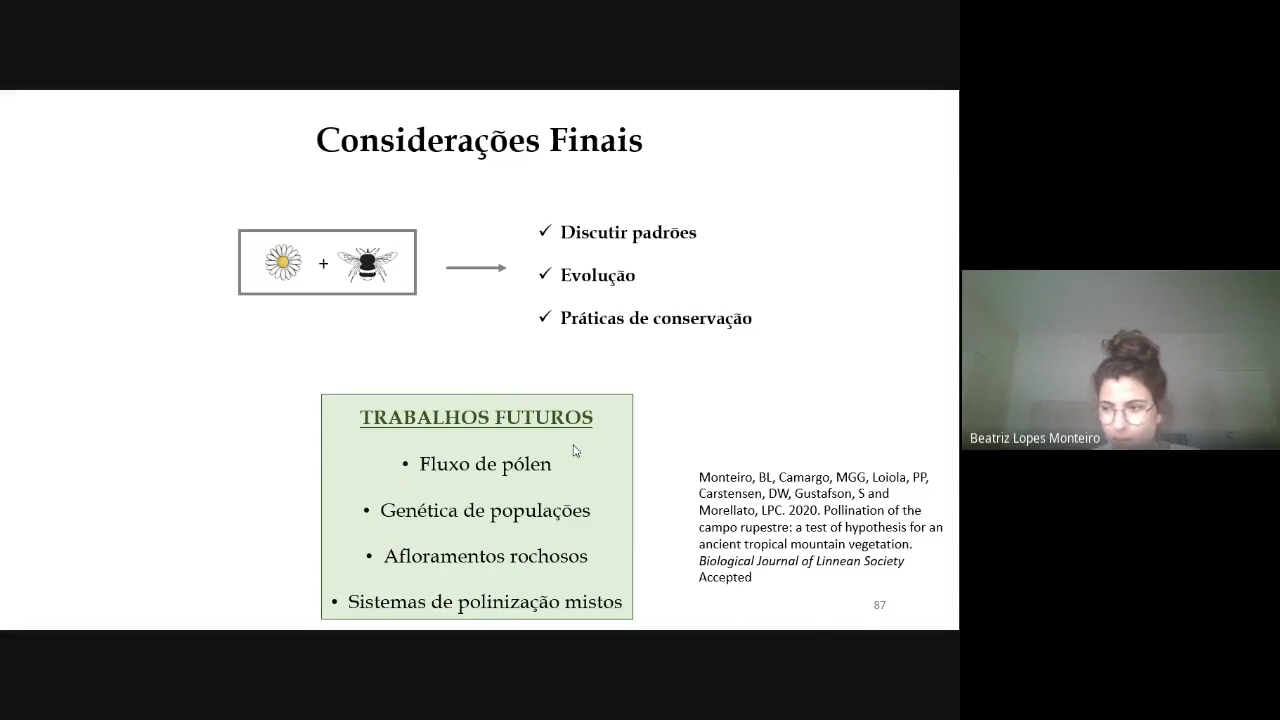 Considerações Finais
+
✓ Discutir padrões
✓ Evolução
✓ Práticas de conservação
TRABALHOS FUTUROS
• Fluxo de pólen
• Genética de populações
• Afloramentos rochosos
• Sistemas de polinização mistos
Monteiro, BL, Camargo, MGG, Loiola, PP,
Carstensen, DW, Gustafson, S and
Morellato, LPC. 2020. Pollination of the
campo rupestre: a test of hypothesis for an
ancient tropical mountain vegetation.
Biological Journal of Linnean Society
Accepted
87
Beatriz Lopes Monteiro